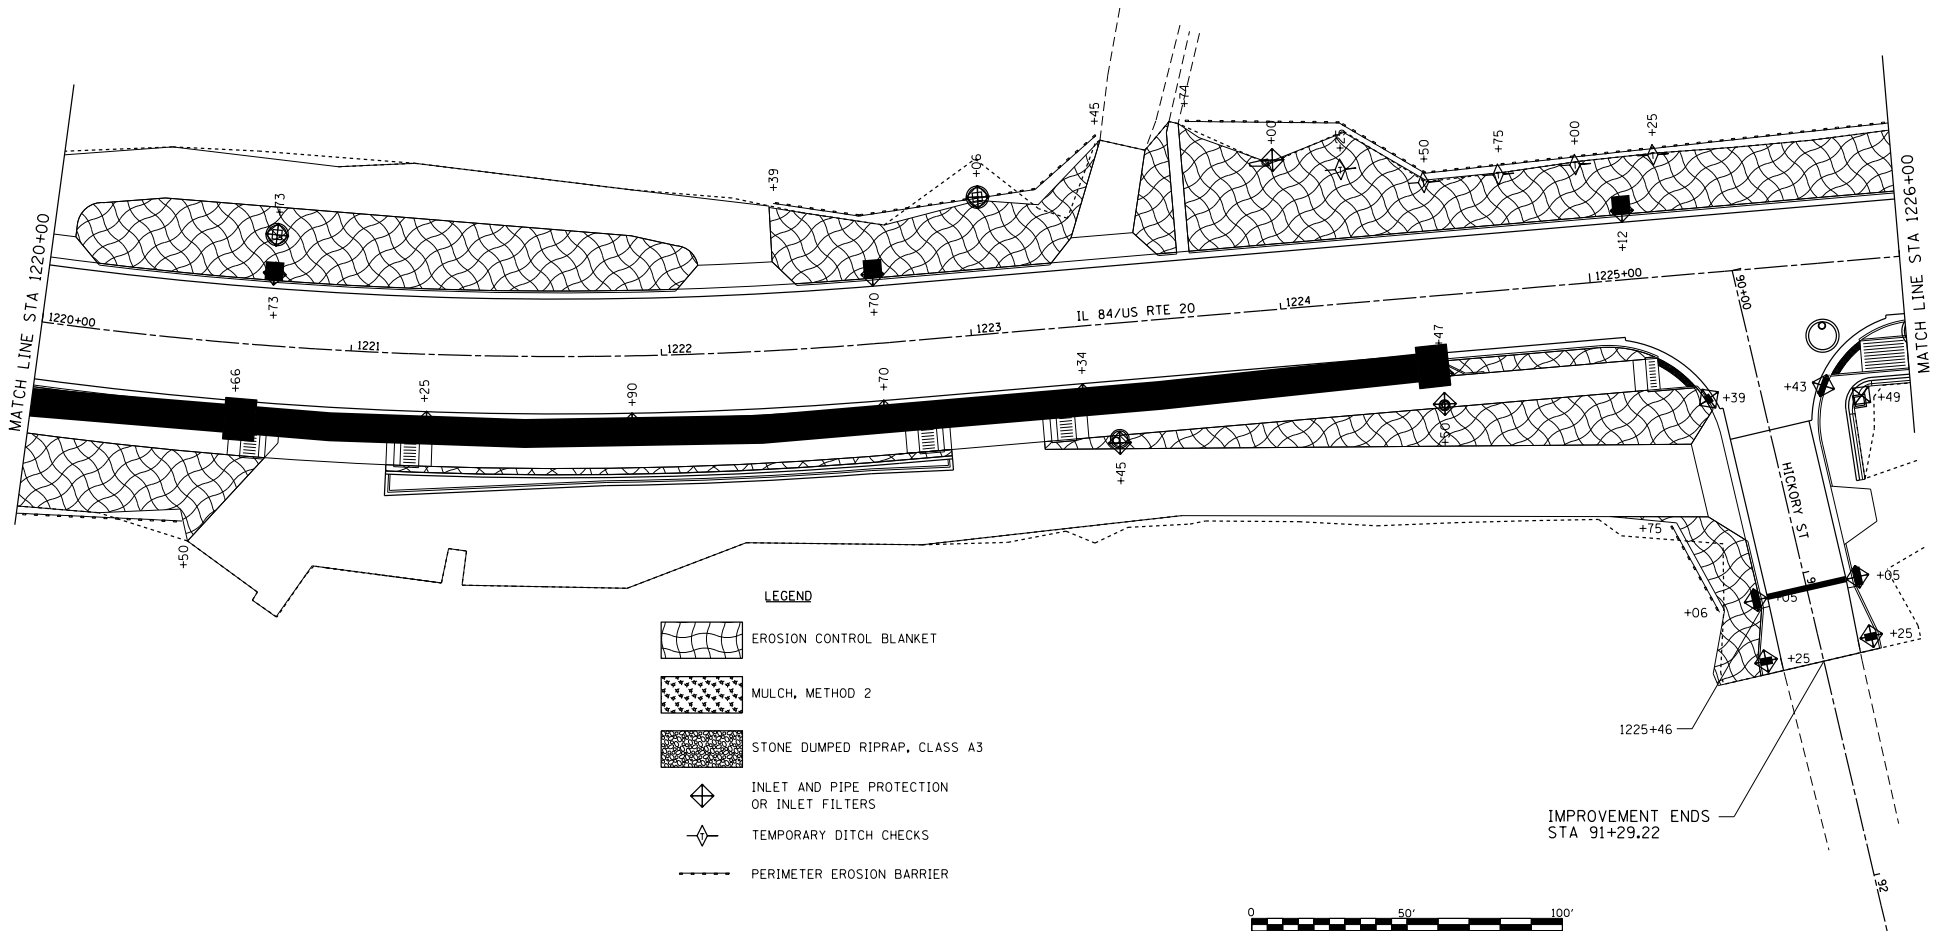 +45
+74
+39
+06
+73
+00
+25
+50
+75
+00
+25
MATCH LINE STA 1220+00
MATCH LINE STA 1226+00
+73
+70
+12
1220+00
1221
1222
1223
IL 84/US RTE 20
1224
1225+00
90+00
+66
+25
+90
+70
+34
+47
+43
+39
+49
+50
+45
HICKORY ST
+50
+75
91
+05
+05
+06
+25
+25
1225+46
LEGEND
EROSION CONTROL BLANKET
MULCH, METHOD 2
STONE DUMPED RIPRAP, CLASS A3
INLET AND PIPE PROTECTION
OR INLET FILTERS
T
TEMPORARY DITCH CHECKS
PERIMETER EROSION BARRIER
IMPROVEMENT ENDS
STA 91+29.22
92
0 50' 100'